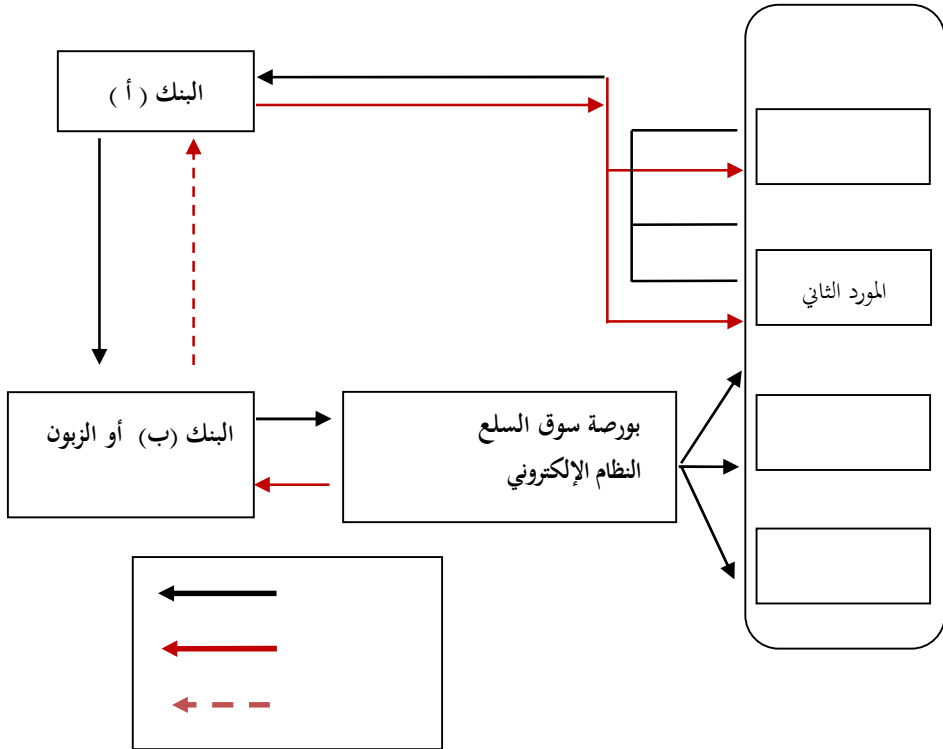 البنك ( أ )
المورد الثاني
البنك (ب) أو الزبون
بورصة سوق السلع
النظام الإلكتروني